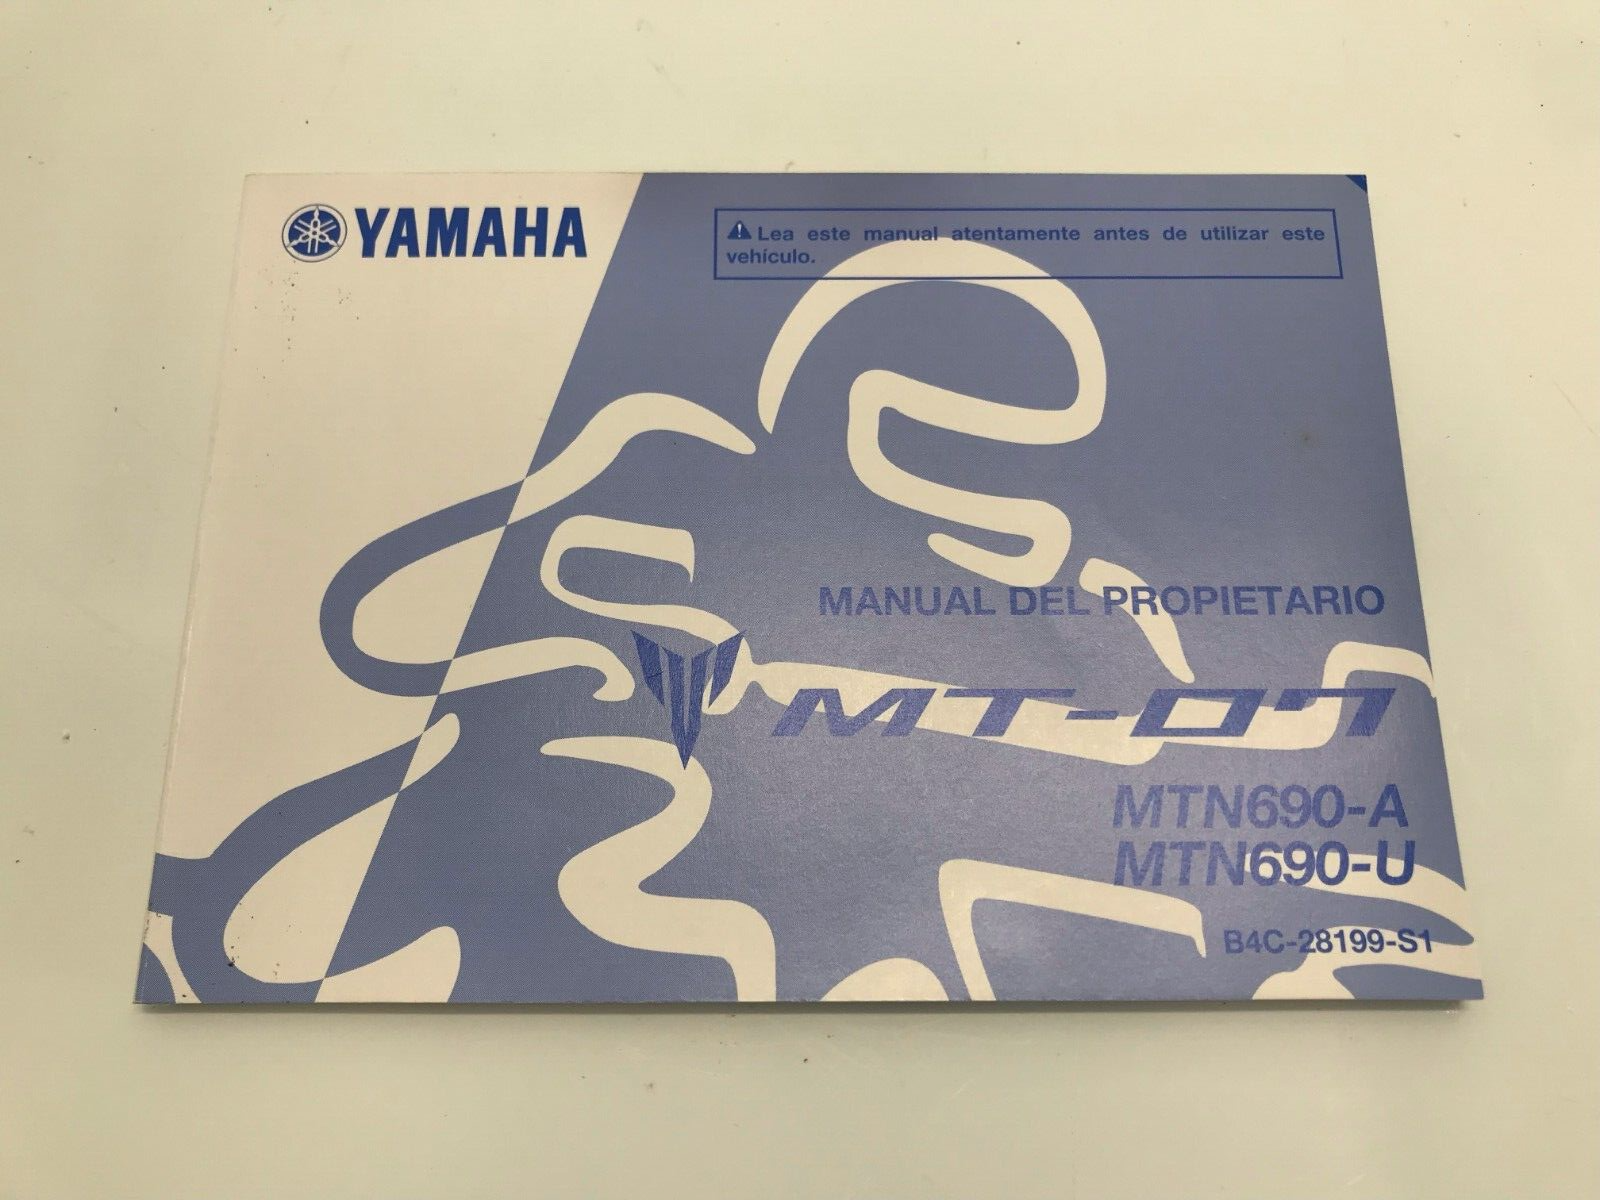 YAMAHA
⚠Lea este manual atentamente antes de utilizar este
vehículo.
MANUAL DEL PROPIETARIO
MT-07
MTN690-A
MTN690-U
B4C-28199-S1